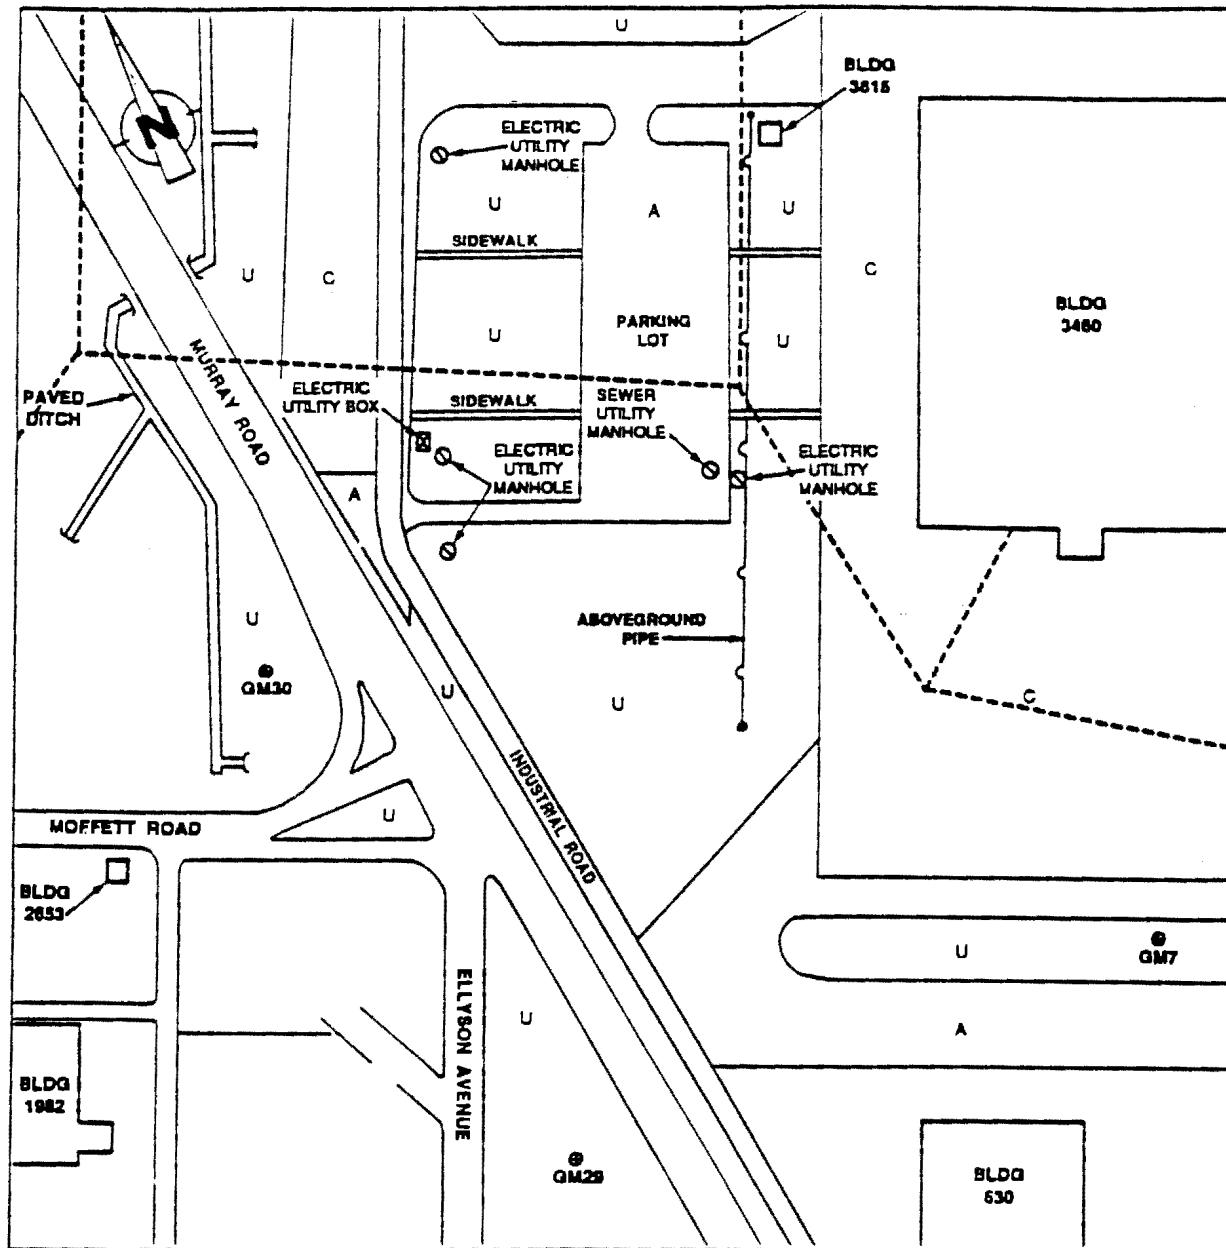 U
BLDG
3615
N
ELECTRIC
UTILITY
MANHOLE
U
A
U
SIDEWALK
U
C
C
BLDG
3460
PARKING
LOT
U
U
MURRAY ROAD
PAVED
DITCH
ELECTRIC
UTILITY BOX
SIDEWALK
SEWER
UTILITY
MANHOLE
ELECTRIC
UTILITY
MANHOLE
ELECTRIC
UTILITY
MANHOLE
A
U
ABOVEGROUND
PIPE
GM30
U
U
C
INDUSTRIAL ROAD
MOFFETT ROAD
U
BLDG
2653
U
GM7
ELLYSON AVENUE
U
A
BLDG
1982
GM29
BLDG
630